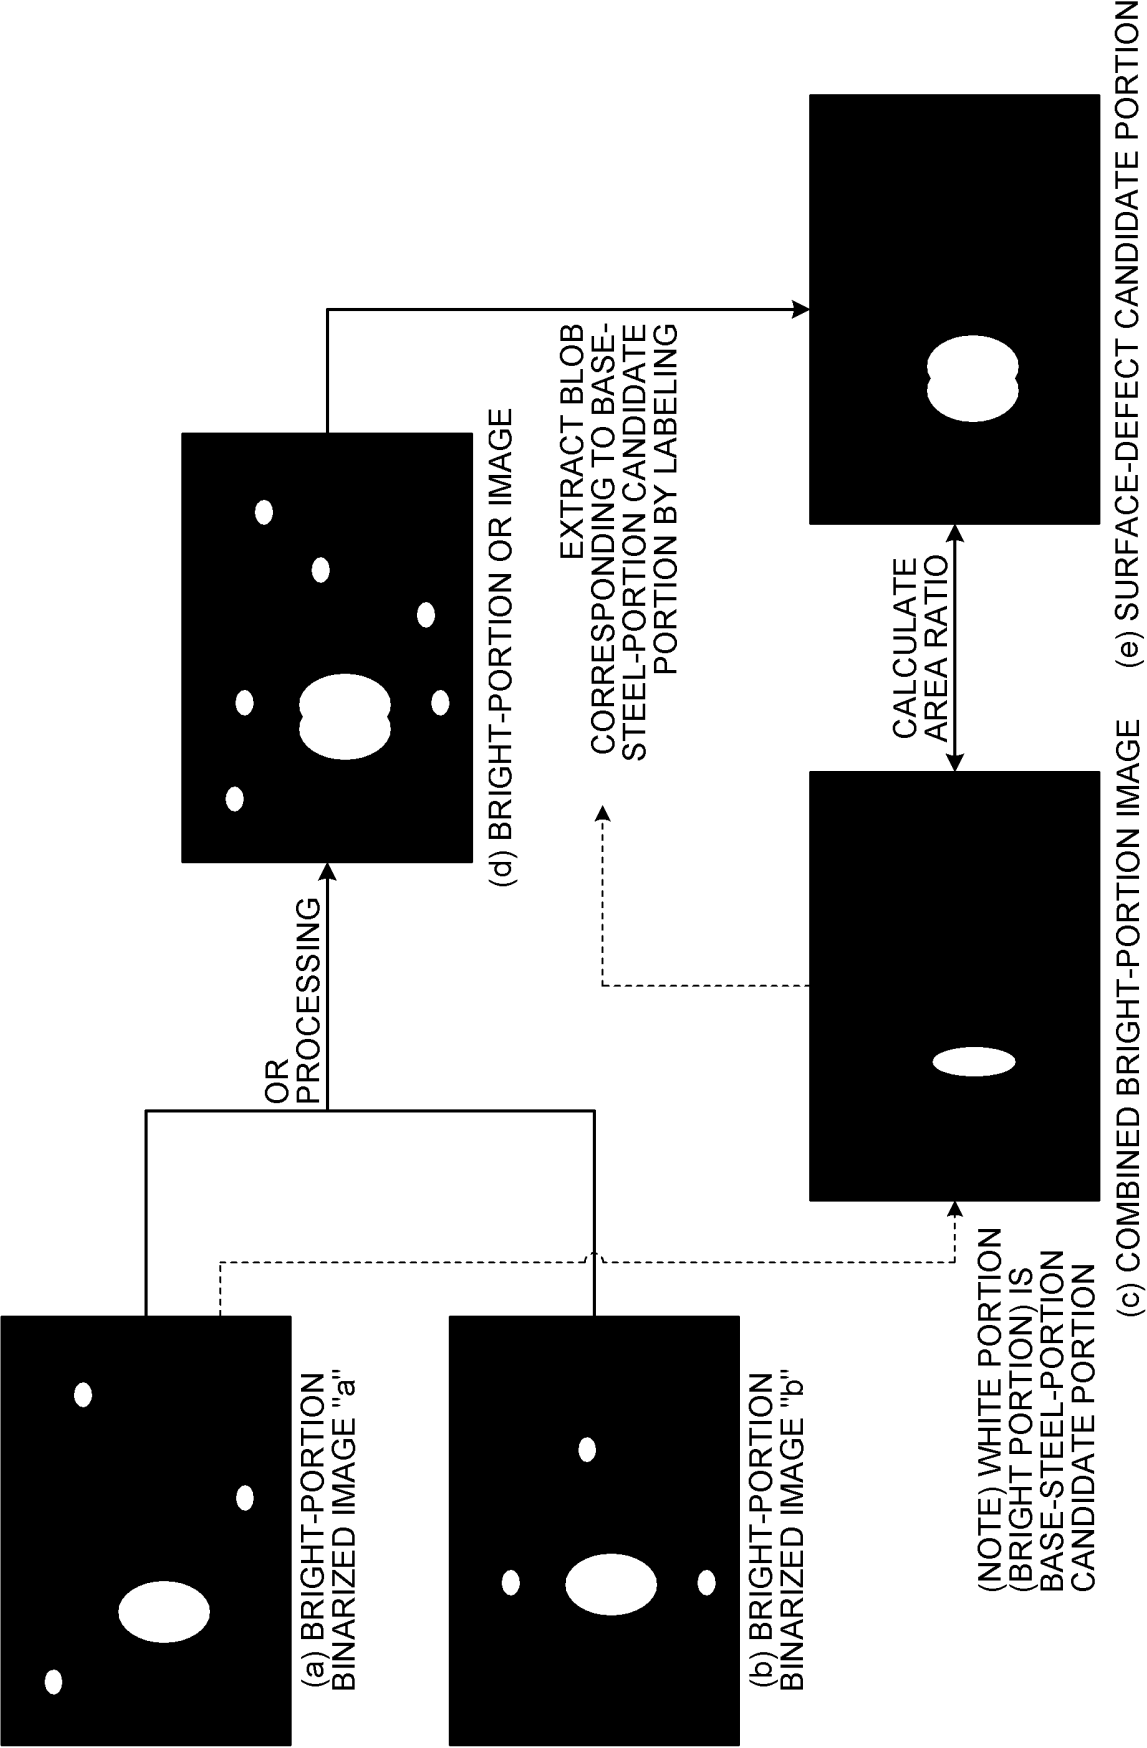 (a) BRIGHT-PORTION
BINARIZED IMAGE "a"
(b) BRIGHT-PORTION
BINARIZED IMAGE "b"
OR
PROCESSING
(d) BRIGHT-PORTION OR IMAGE
EXTRACT BLOB
CORRESPONDING TO BASE-
STEEL-PORTION CANDIDATE
PORTION BY LABELING
(NOTE) WHITE PORTION
(BRIGHT PORTION) IS
BASE-STEEL-PORTION
CANDIDATE PORTION
(c) COMBINED BRIGHT-PORTION IMAGE
CALCULATE
AREA RATIO
(e) SURFACE-DEFECT CANDIDATE PORTION